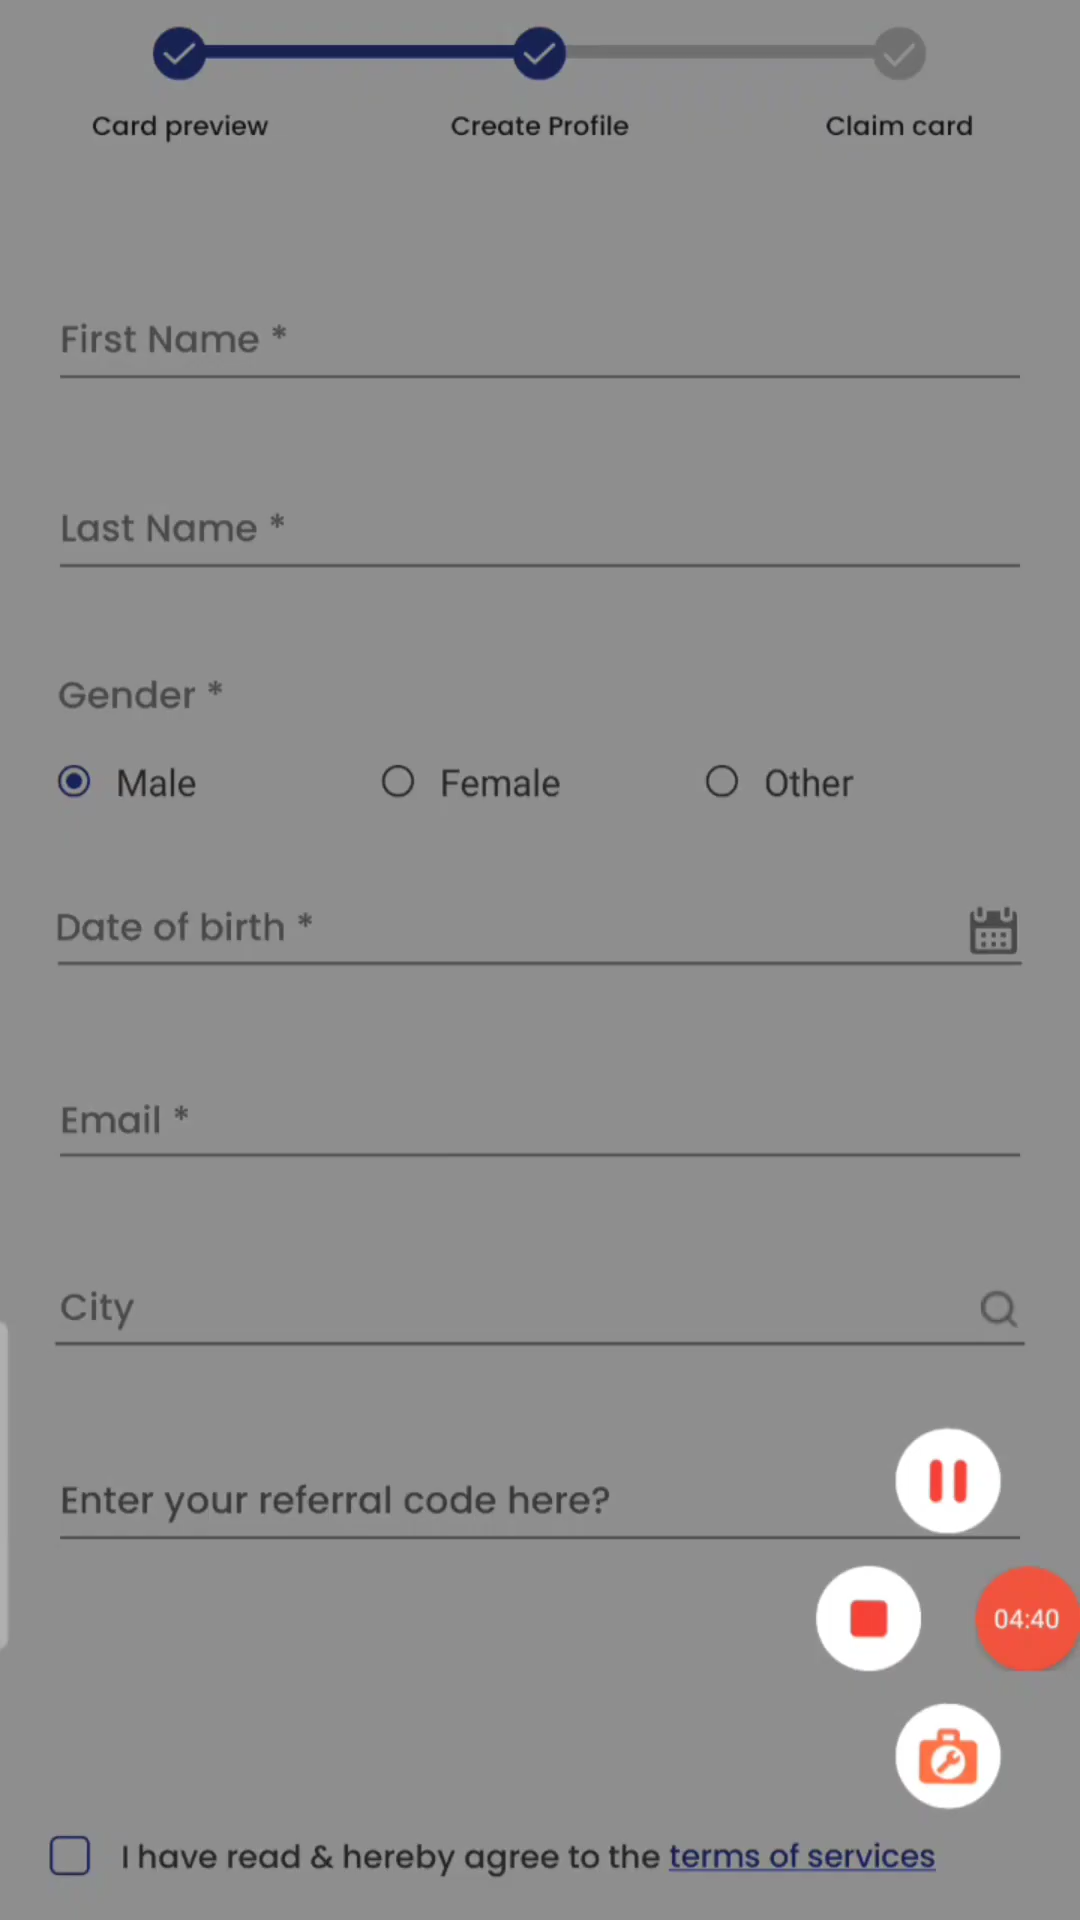 Card preview Create Profile Claim card
First Name *
Last Name *
Gender *
Male Female Other
Date of birth *
Email *
City
Enter your referral code here?
04:40
I have read & hereby agree to the terms of services